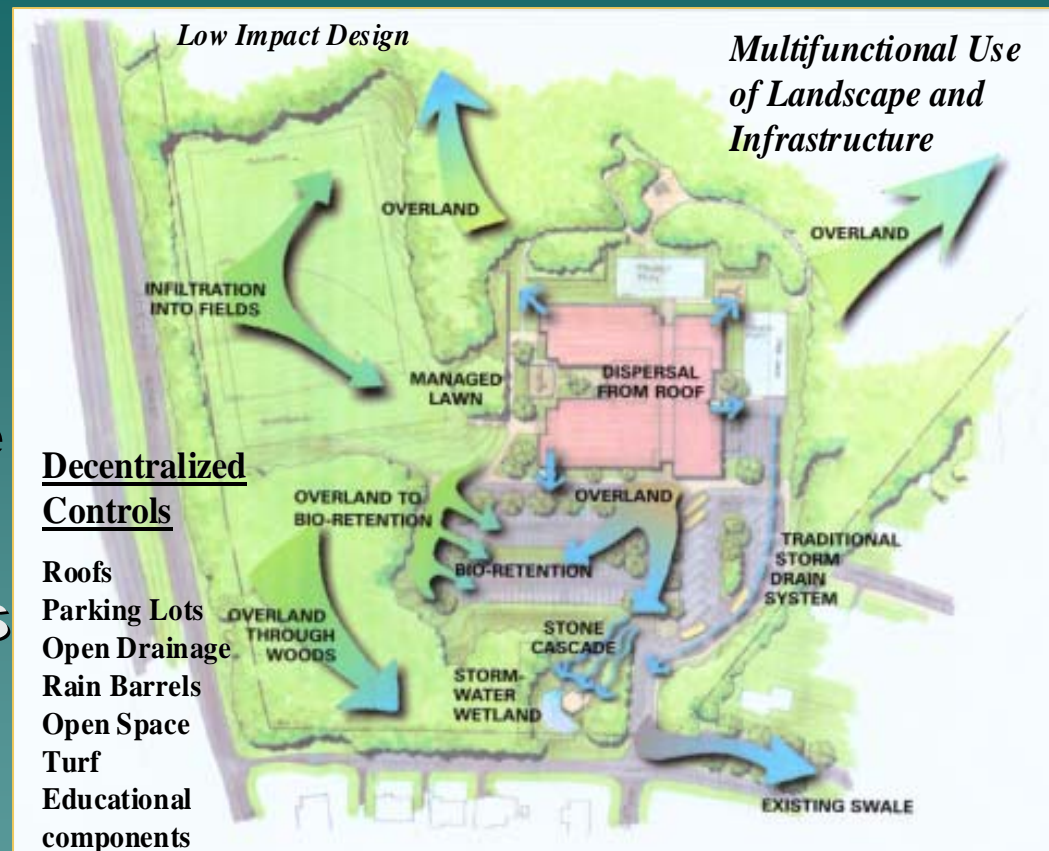 Low Impact Design
Multifunctional Use
of Landscape and
Infrastructure
OVERLAND
OVERLAND
INFILTRATION
INTO FIELDS
MANAGED
LAWN
DISPERSAL
FROM ROOF
Decentralized
Controls
Roofs
Parking Lots
Open Drainage
Rain Barrels
Open Space
Turf
Educational
components
OVERLAND TO
BIO-RETENTION
OVERLAND
BIO-RETENTION
TRADITIONAL
STORM
DRAIN
SYSTEM
OVERLAND
THROUGH
WOODS
STONE
CASCADE
STORM-
WATER
WETLAND
EXISTING SWALE